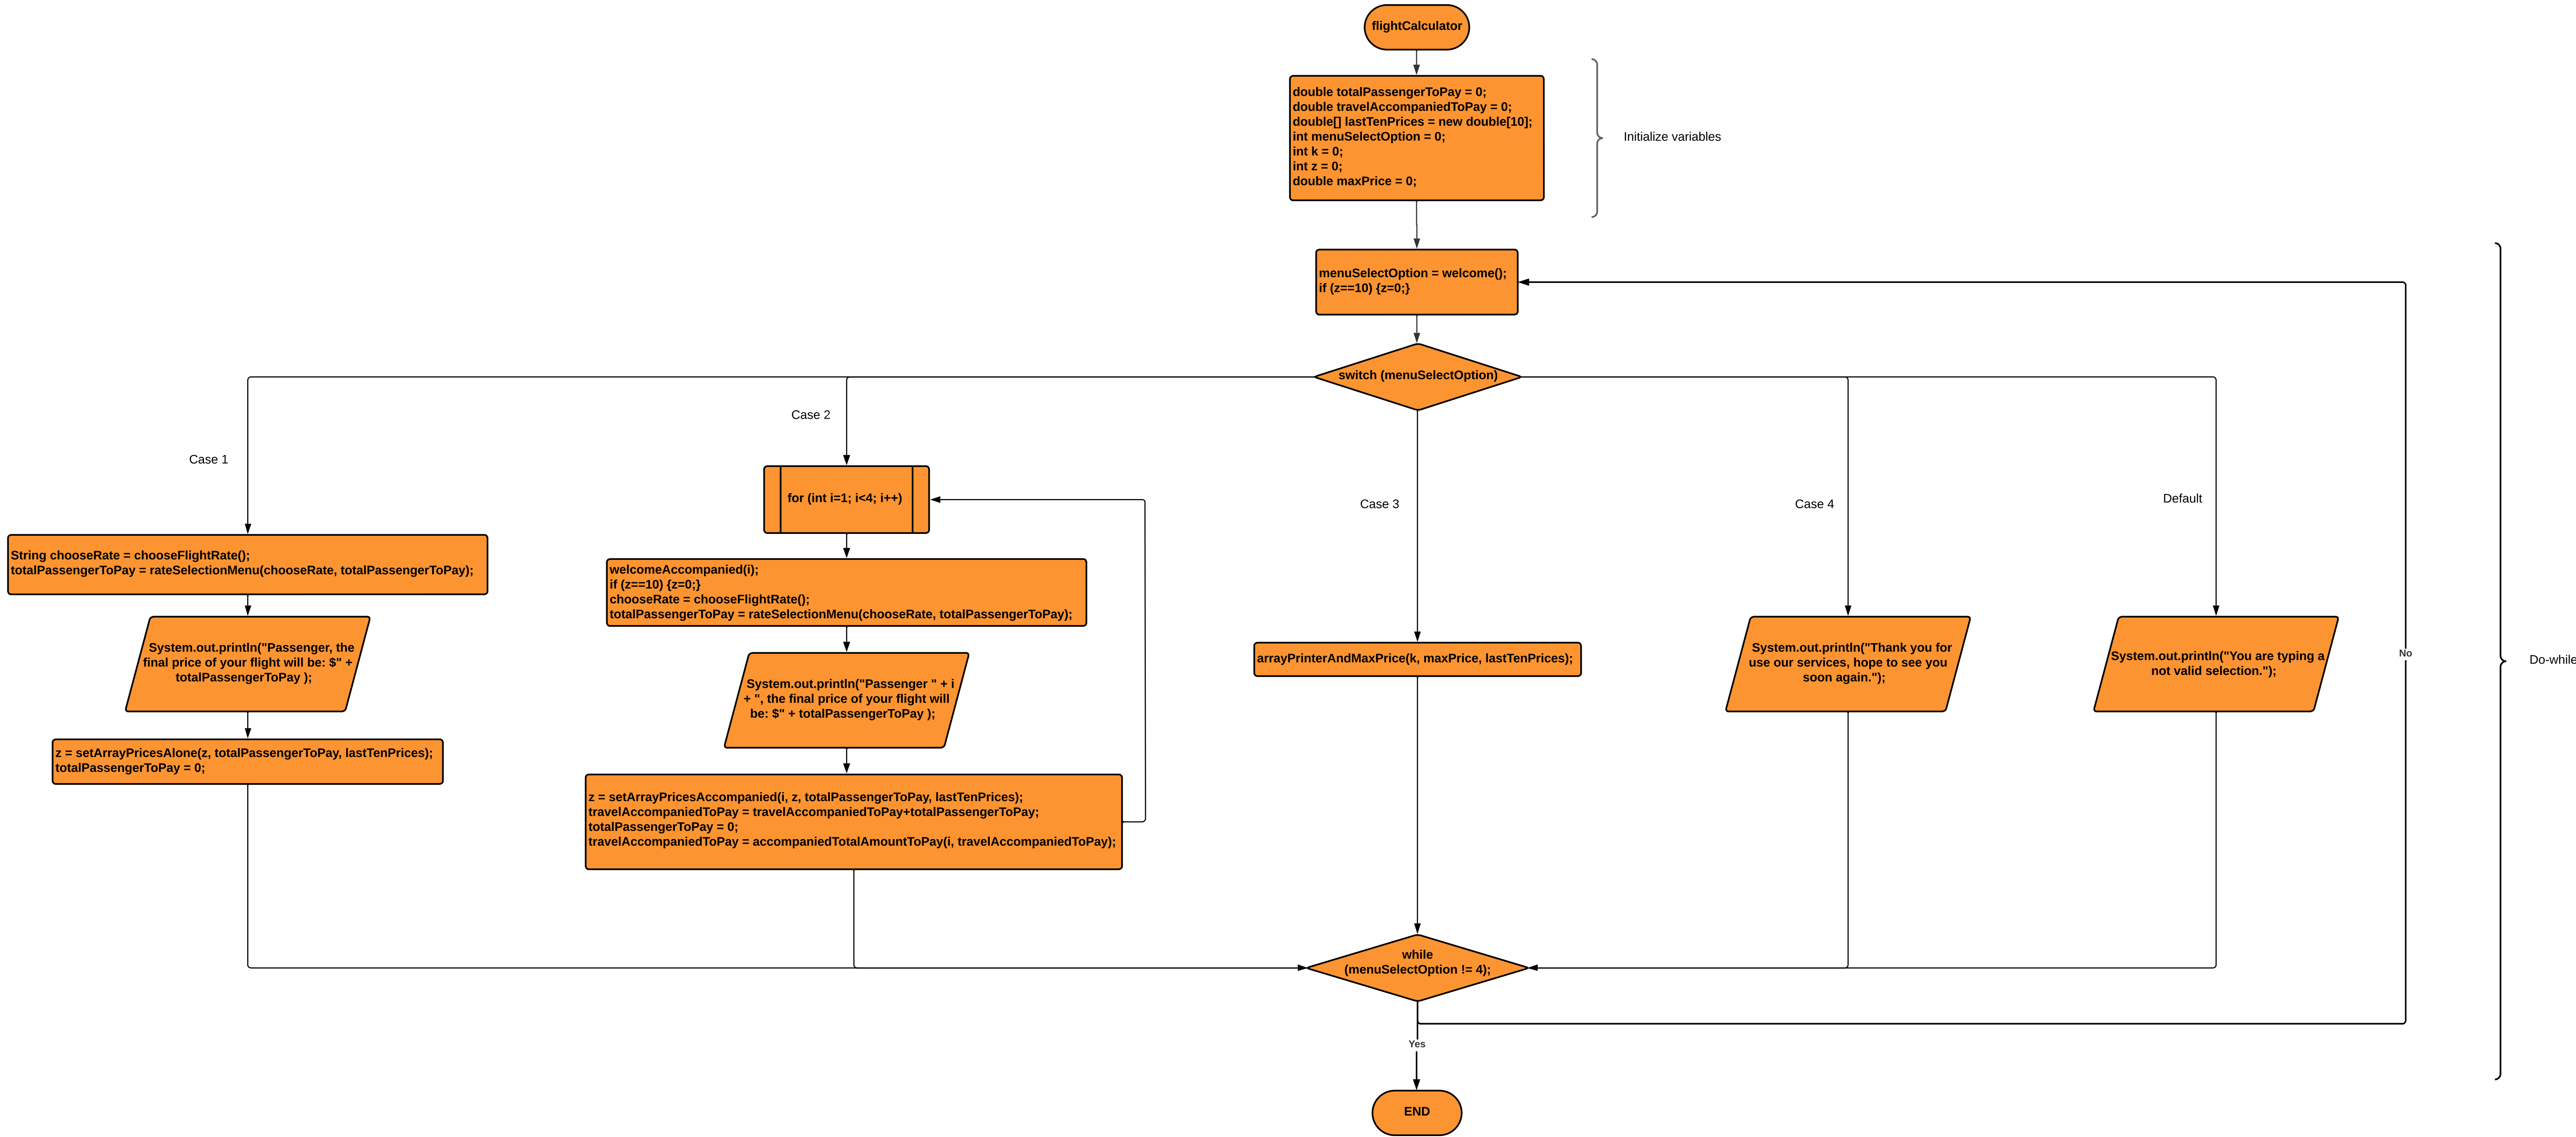 flightCalculator
double totalPassengerToPay = 0;
double travelAccompaniedToPay = 0;
double[] lastTenPrices = new double[10];
int menuSelectOption = 0;
int k = 0;
int z = 0;
double maxPrice = 0;
Initialize variables
menuSelectOption = welcome();
if (z==10) {z=0;}
switch (menuSelectOption)
Case 1
String chooseRate = chooseFlightRate();
totalPassengerToPay = rateSelectionMenu(chooseRate, totalPassengerToPay);
System.out.println("Passenger, the
final price of your flight will be: $" +
totalPassengerToPay );
z = setArrayPricesAlone(z, totalPassengerToPay, lastTenPrices);
totalPassengerToPay = 0;
Case 2
for (int i=1; i<4; i++)
welcomeAccompanied(i);
if (z==10) {z=0;}
chooseRate = chooseFlightRate();
totalPassengerToPay = rateSelectionMenu(chooseRate, totalPassengerToPay);
System.out.println("Passenger " + i
+ ", the final price of your flight will
be: $" + totalPassengerToPay );
z = setArrayPricesAccompanied(i, z, totalPassengerToPay, lastTenPrices);
travelAccompaniedToPay = travelAccompaniedToPay+totalPassengerToPay;
totalPassengerToPay = 0;
travelAccompaniedToPay = accompaniedTotalAmountToPay(i, travelAccompaniedToPay);
Case 3
arrayPrinterAndMaxPrice(k, maxPrice, lastTenPrices);
Case 4
System.out.println("Thank you for
use our services, hope to see you
soon again.");
Default
System.out.println("You are typing a
not valid selection.");
No
Do-while
while
(menuSelectOption != 4);
Yes
END